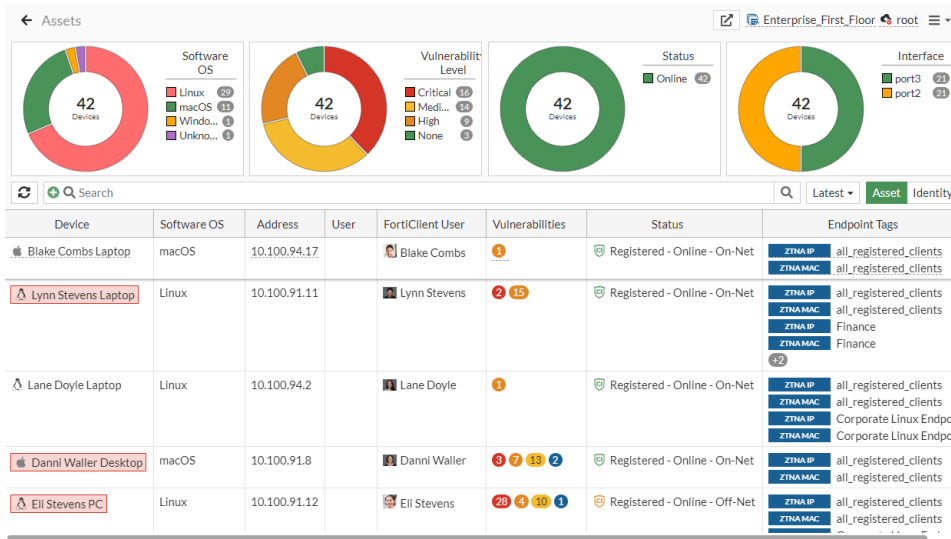 Assets
Enterprise_First_Floor root
Software OS
42
Devices
Linux 29
macOS 11
Windo... 1
Unkno... 1
Vulnerability Level
42
Devices
Critical 16
Medi... 14
High 9
None 3
Status
42
Devices
Online 42
Interface
42
Devices
port3 21
port2 21
Search
Latest
Asset
Identity
Device Software OS Address User FortiClient User Vulnerabilities Status Endpoint Tags
Blake Combs Laptop macOS 10.100.94.17 Blake Combs 1 Registered - Online - On-Net ZTNA IP all_registered_clients
ZTNA MAC all_registered_clients
Lynn Stevens Laptop Linux 10.100.91.11 Lynn Stevens 2 15 Registered - Online - On-Net ZTNA IP all_registered_clients
ZTNA MAC all_registered_clients
ZTNA IP Finance
ZTNA MAC Finance
+2
Lane Doyle Laptop Linux 10.100.94.2 Lane Doyle 1 Registered - Online - On-Net ZTNA IP all_registered_clients
ZTNA MAC all_registered_clients
ZTNA IP Corporate Linux Endpo
ZTNA MAC Corporate Linux Endpo
Danni Waller Desktop macOS 10.100.91.8 Danni Waller 3 7 13 2 Registered - Online - On-Net ZTNA IP all_registered_clients
ZTNA MAC all_registered_clients
Eli Stevens PC Linux 10.100.91.12 Eli Stevens 28 4 10 1 Registered - Online - Off-Net ZTNA IP all_registered_clients
ZTNA MAC all_registered_clients